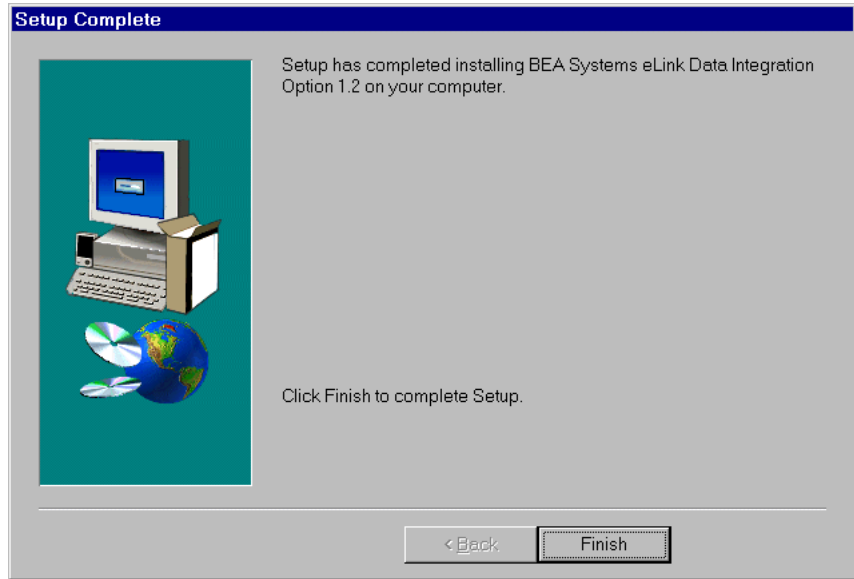 Setup Complete
Setup has completed installing BEA Systems eLink Data Integration
Option 1.2 on your computer.
Click Finish to complete Setup.
< Back
Finish